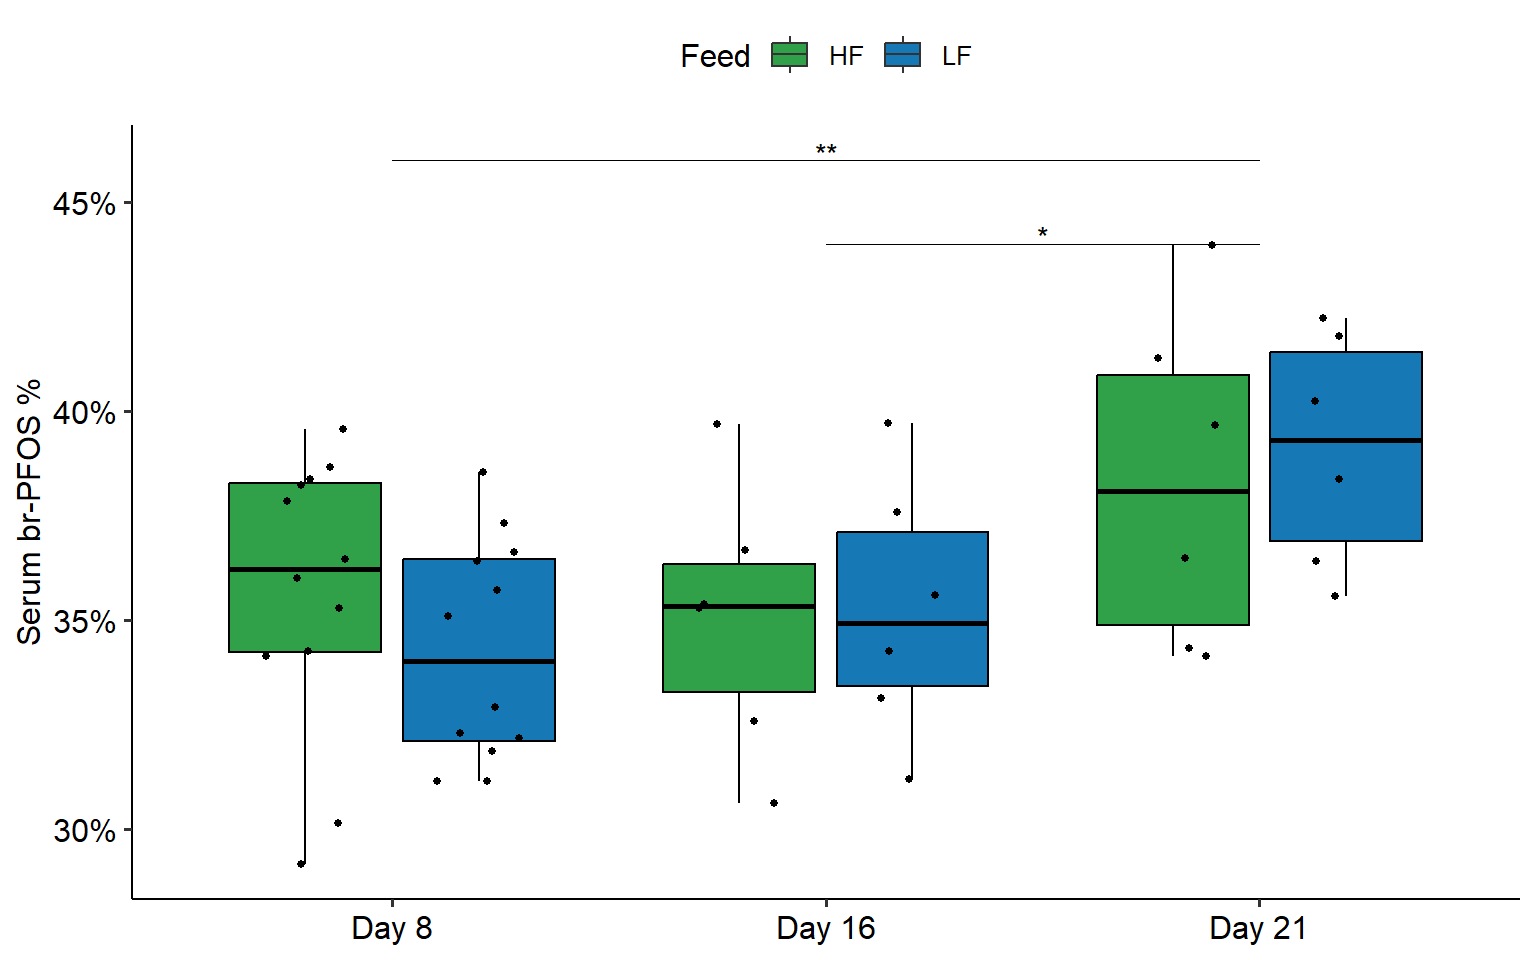 Feed HF LF
**
45%
*
40%
Serum br-PFOS %
35%
30%
Day 8 Day 16 Day 21